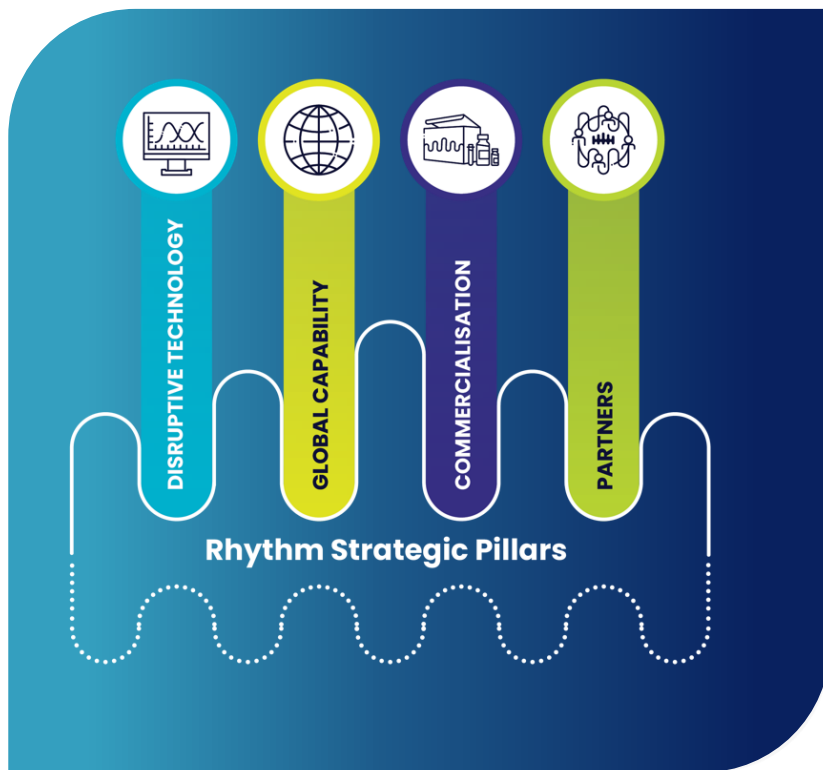 DISRUPTIVE TECHNOLOGY
GLOBAL CAPABILITY
COMMERCIALISATION
PARTNERS
Rhythm Strategic Pillars